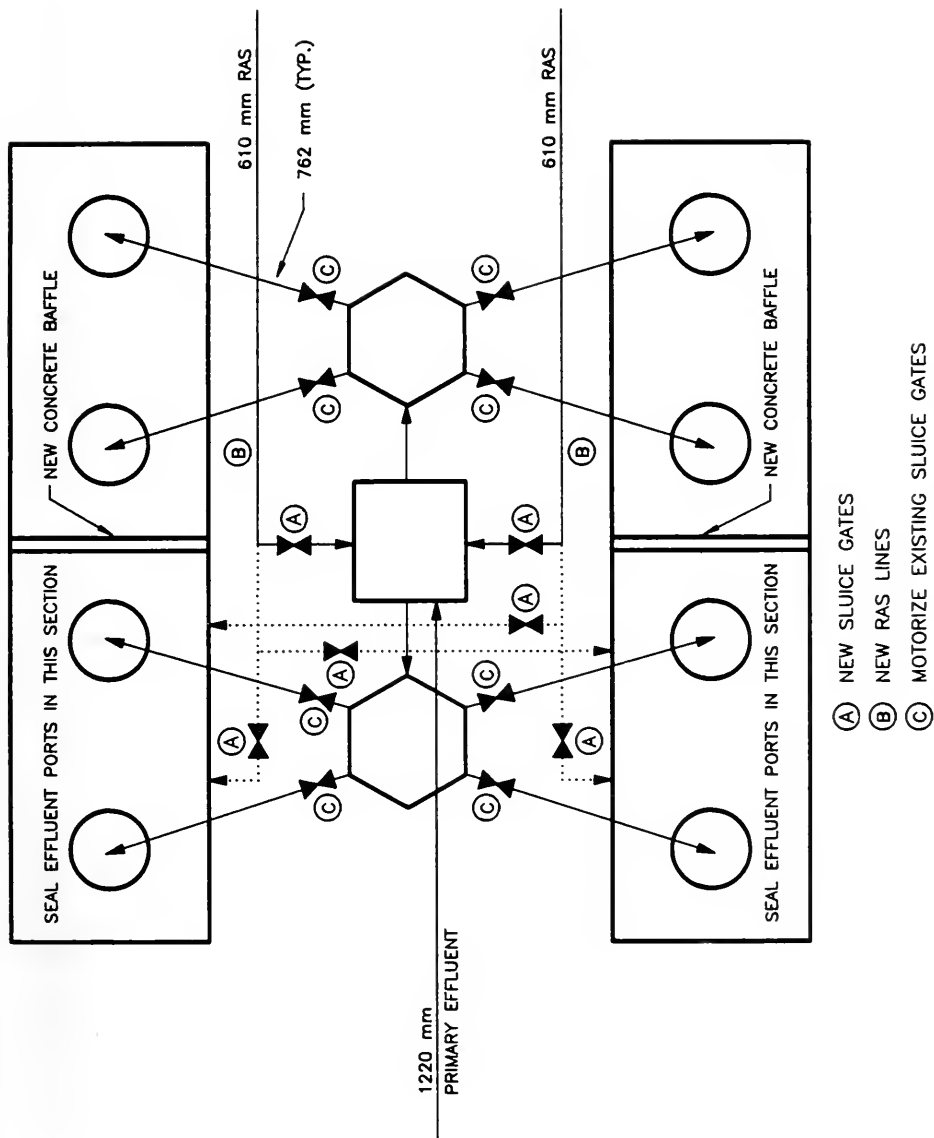 610 mm RAS
762 mm (TYP.)
610 mm RAS
NEW CONCRETE BAFFLE
NEW CONCRETE BAFFLE
C
C
C
C
B
B
A
A
A
A
SEAL EFFLUENT PORTS IN THIS SECTION
SEAL EFFLUENT PORTS IN THIS SECTION
C
C
A
A
C
C
1220 mm
PRIMARY EFFLUENT
A NEW SLUICE GATES
B NEW RAS LINES
C MOTORIZE EXISTING SLUICE GATES